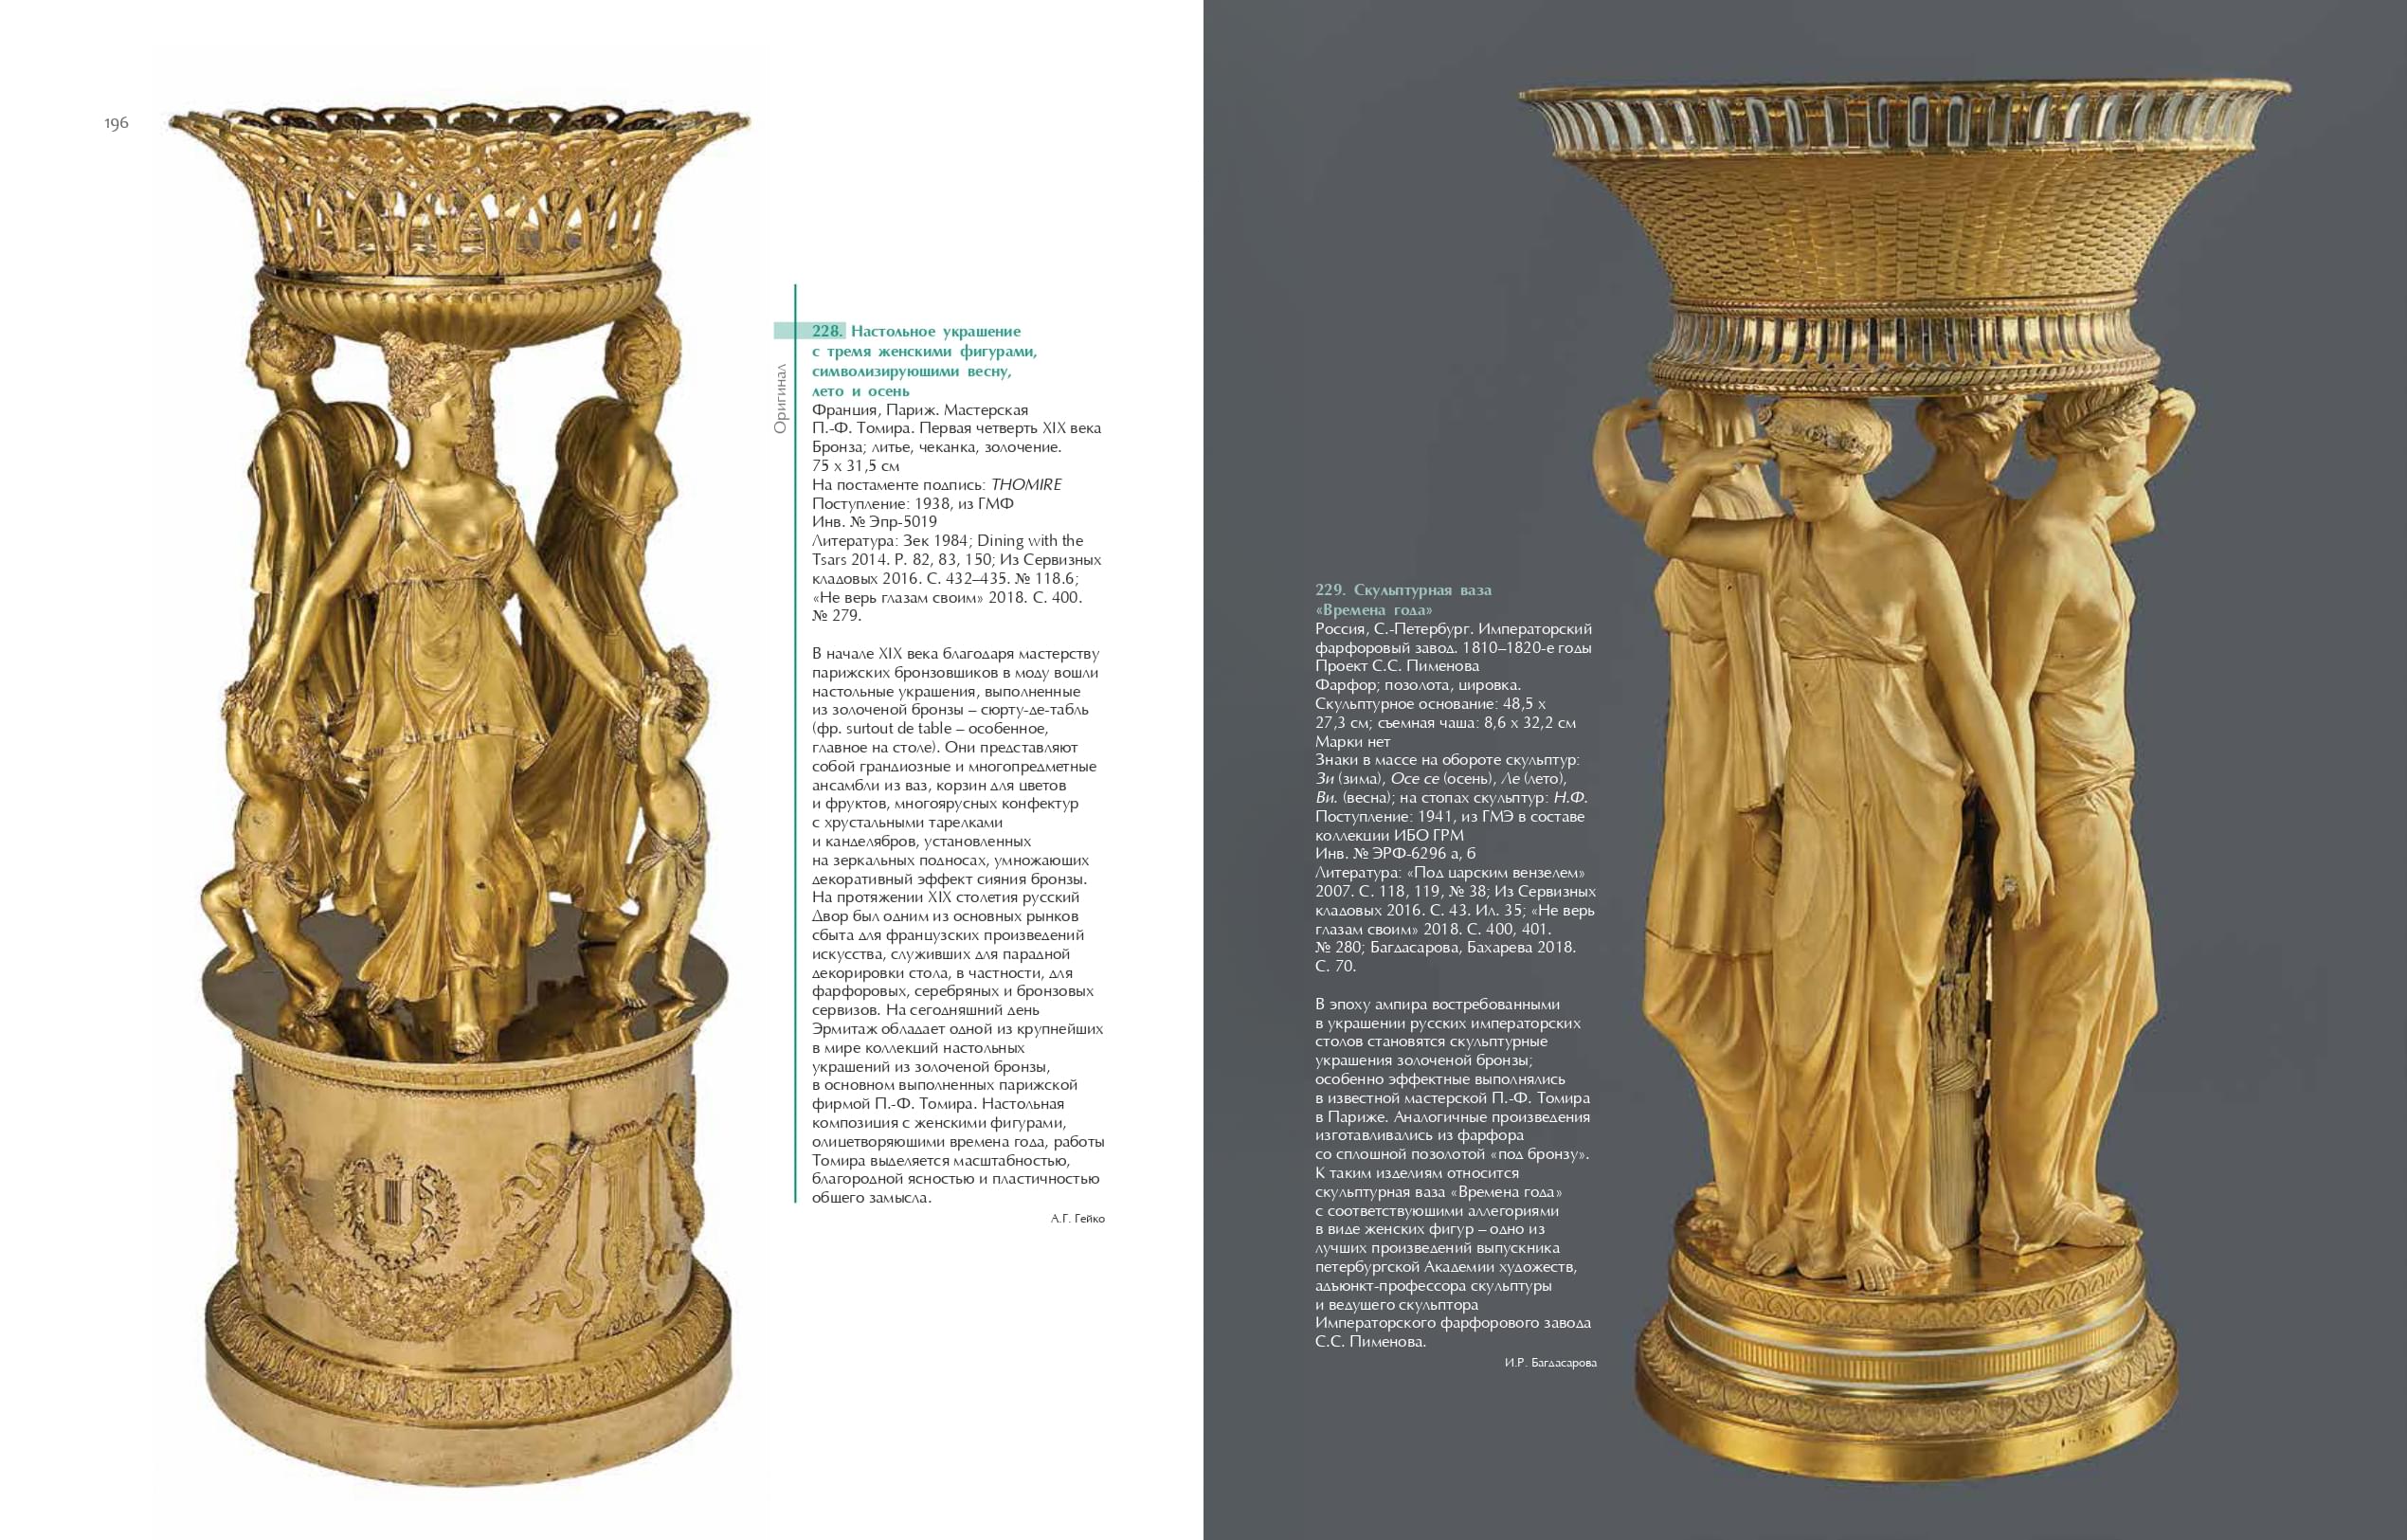 196
Оригинал
228. Настольное украшение
с тремя женскими фигурами,
символизирующими весну,
лето и осень
Франция, Париж. Мастерская
П.-Ф. Томира. Первая четверть XIX века
Бронза; литье, чеканка, золочение.
75 x 31,5 см
На постаменте подпись: THOMIRE
Поступление: 1938, из ГМФ
Инв. № Эпр-5019
Литература: Зек 1984; Dining with the
Tsars 2014. P. 82, 83, 150; Из Сервизных
кладовых 2016. С. 432–435. № 118.6;
«Не верь глазам своим» 2018. С. 400.
№ 279.
В начале XIX века благодаря мастерству
парижских бронзовщиков в моду вошли
настольные украшения, выполненные
из золоченой бронзы – сюрту-де-табль
(фр. surtout de table – особенное,
главное на столе). Они представляют
собой грандиозные и многопредметные
ансамбли из ваз, корзин для цветов
и фруктов, многоярусных конфектур
с хрустальными тарелками
и канделябров, установленных
на зеркальных подносах, умножающих
декоративный эффект сияния бронзы.
На протяжении XIX столетия русский
Двор был одним из основных рынков
сбыта для французских произведений
искусства, служивших для парадной
декорировки стола, в частности, для
фарфоровых, серебряных и бронзовых
сервизов. На сегодняшний день
Эрмитаж обладает одной из крупнейших
в мире коллекций настольных
украшений из золоченой бронзы,
в основном выполненных парижской
фирмой П.-Ф. Томира. Настольная
композиция с женскими фигурами,
олицетворяющими времена года, работы
Томира выделяется масштабностью,
благородной ясностью и пластичностью
общего замысла.
А.Г. Гейко
229. Скульптурная ваза
«Времена года»
Россия, С.-Петербург. Императорский
фарфоровый завод. 1810–1820-е годы
Проект С.С. Пименова
Фарфор; позолота, цировка.
Скульптурное основание: 48,5 x
27,3 см; съемная чаша: 8,6 x 32,2 см
Марки нет
Знаки в массе на обороте скульптур:
Зи (зима), Осе се (осень), Ле (лето),
Ви. (весна); на стопах скульптур: Н.Ф.
Поступление: 1941, из ГМЭ в составе
коллекции ИБО ГРМ
Инв. № ЭРФ-6296 а, б
Литература: «Под царским вензелем»
2007. С. 118, 119, № 38; Из Сервизных
кладовых 2016. С. 43. Ил. 35; «Не верь
глазам своим» 2018. С. 400, 401.
№ 280; Багдасарова, Бахарева 2018.
С. 70.
В эпоху ампира востребованными
в украшении русских императорских
столов становятся скульптурные
украшения золоченой бронзы;
особенно эффектные выполнялись
в известной мастерской П.-Ф. Томира
в Париже. Аналогичные произведения
изготавливались из фарфора
со сплошной позолотой «под бронзу».
К таким изделиям относится
скульптурная ваза «Времена года»
с соответствующими аллегориями
в виде женских фигур – одно из
лучших произведений выпускника
петербургской Академии художеств,
адъюнкт-профессора скульптуры
и ведущего скульптора
Императорского фарфорового завода
С.С. Пименова.
И.Р. Багдасарова